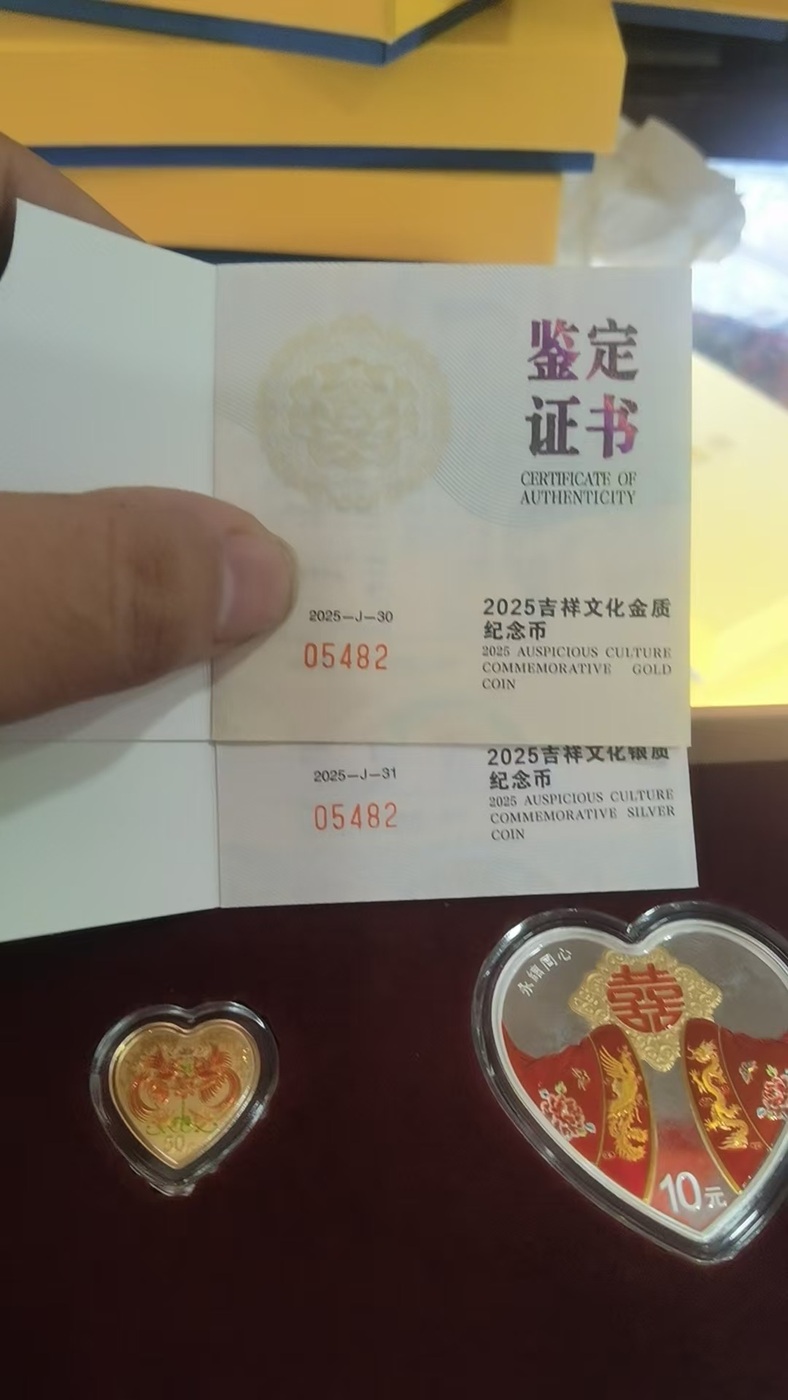 鉴定
证书
CERTIFICATE OF
AUTHENTICITY
2025—J—30
05482
2025吉祥文化金质
纪念币
2025 AUSPICIOUS CULTURE
COMMEMORATIVE GOLD
COIN
2025—J—31
05482
2025吉祥文化银质
纪念币
2025 AUSPICIOUS CULTURE
COMMEMORATIVE SILVER
COIN
永结同心
囍
50
10元